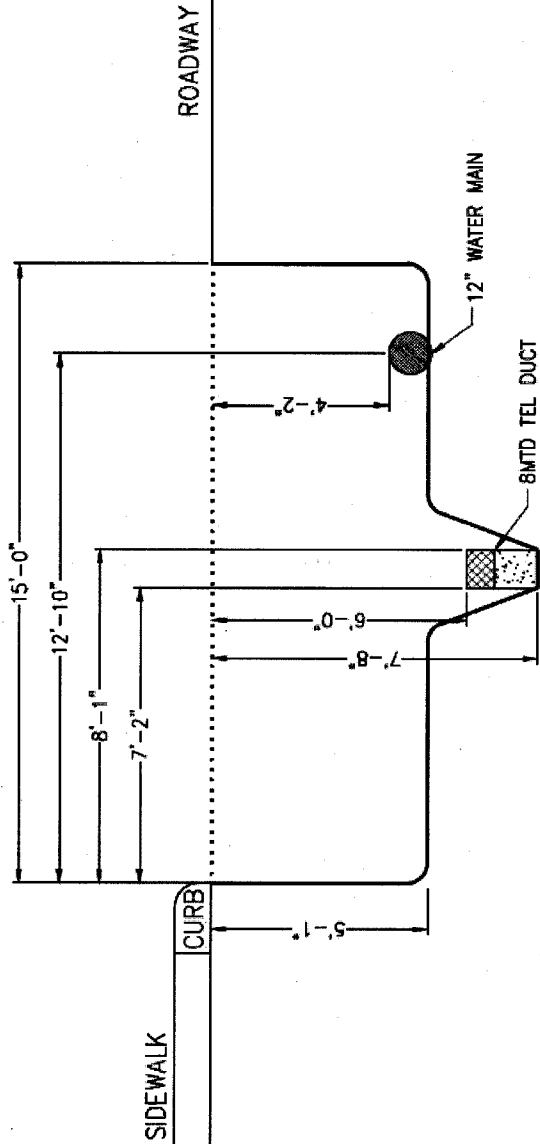 ROADWAY
15'-0"
12'-10"
8'-1"
7'-2"
SIDEWALK
CURB
4'-2"
6'-0"
7'-8"
5'-1"
12" WATER MAIN
8MTD TEL DUCT